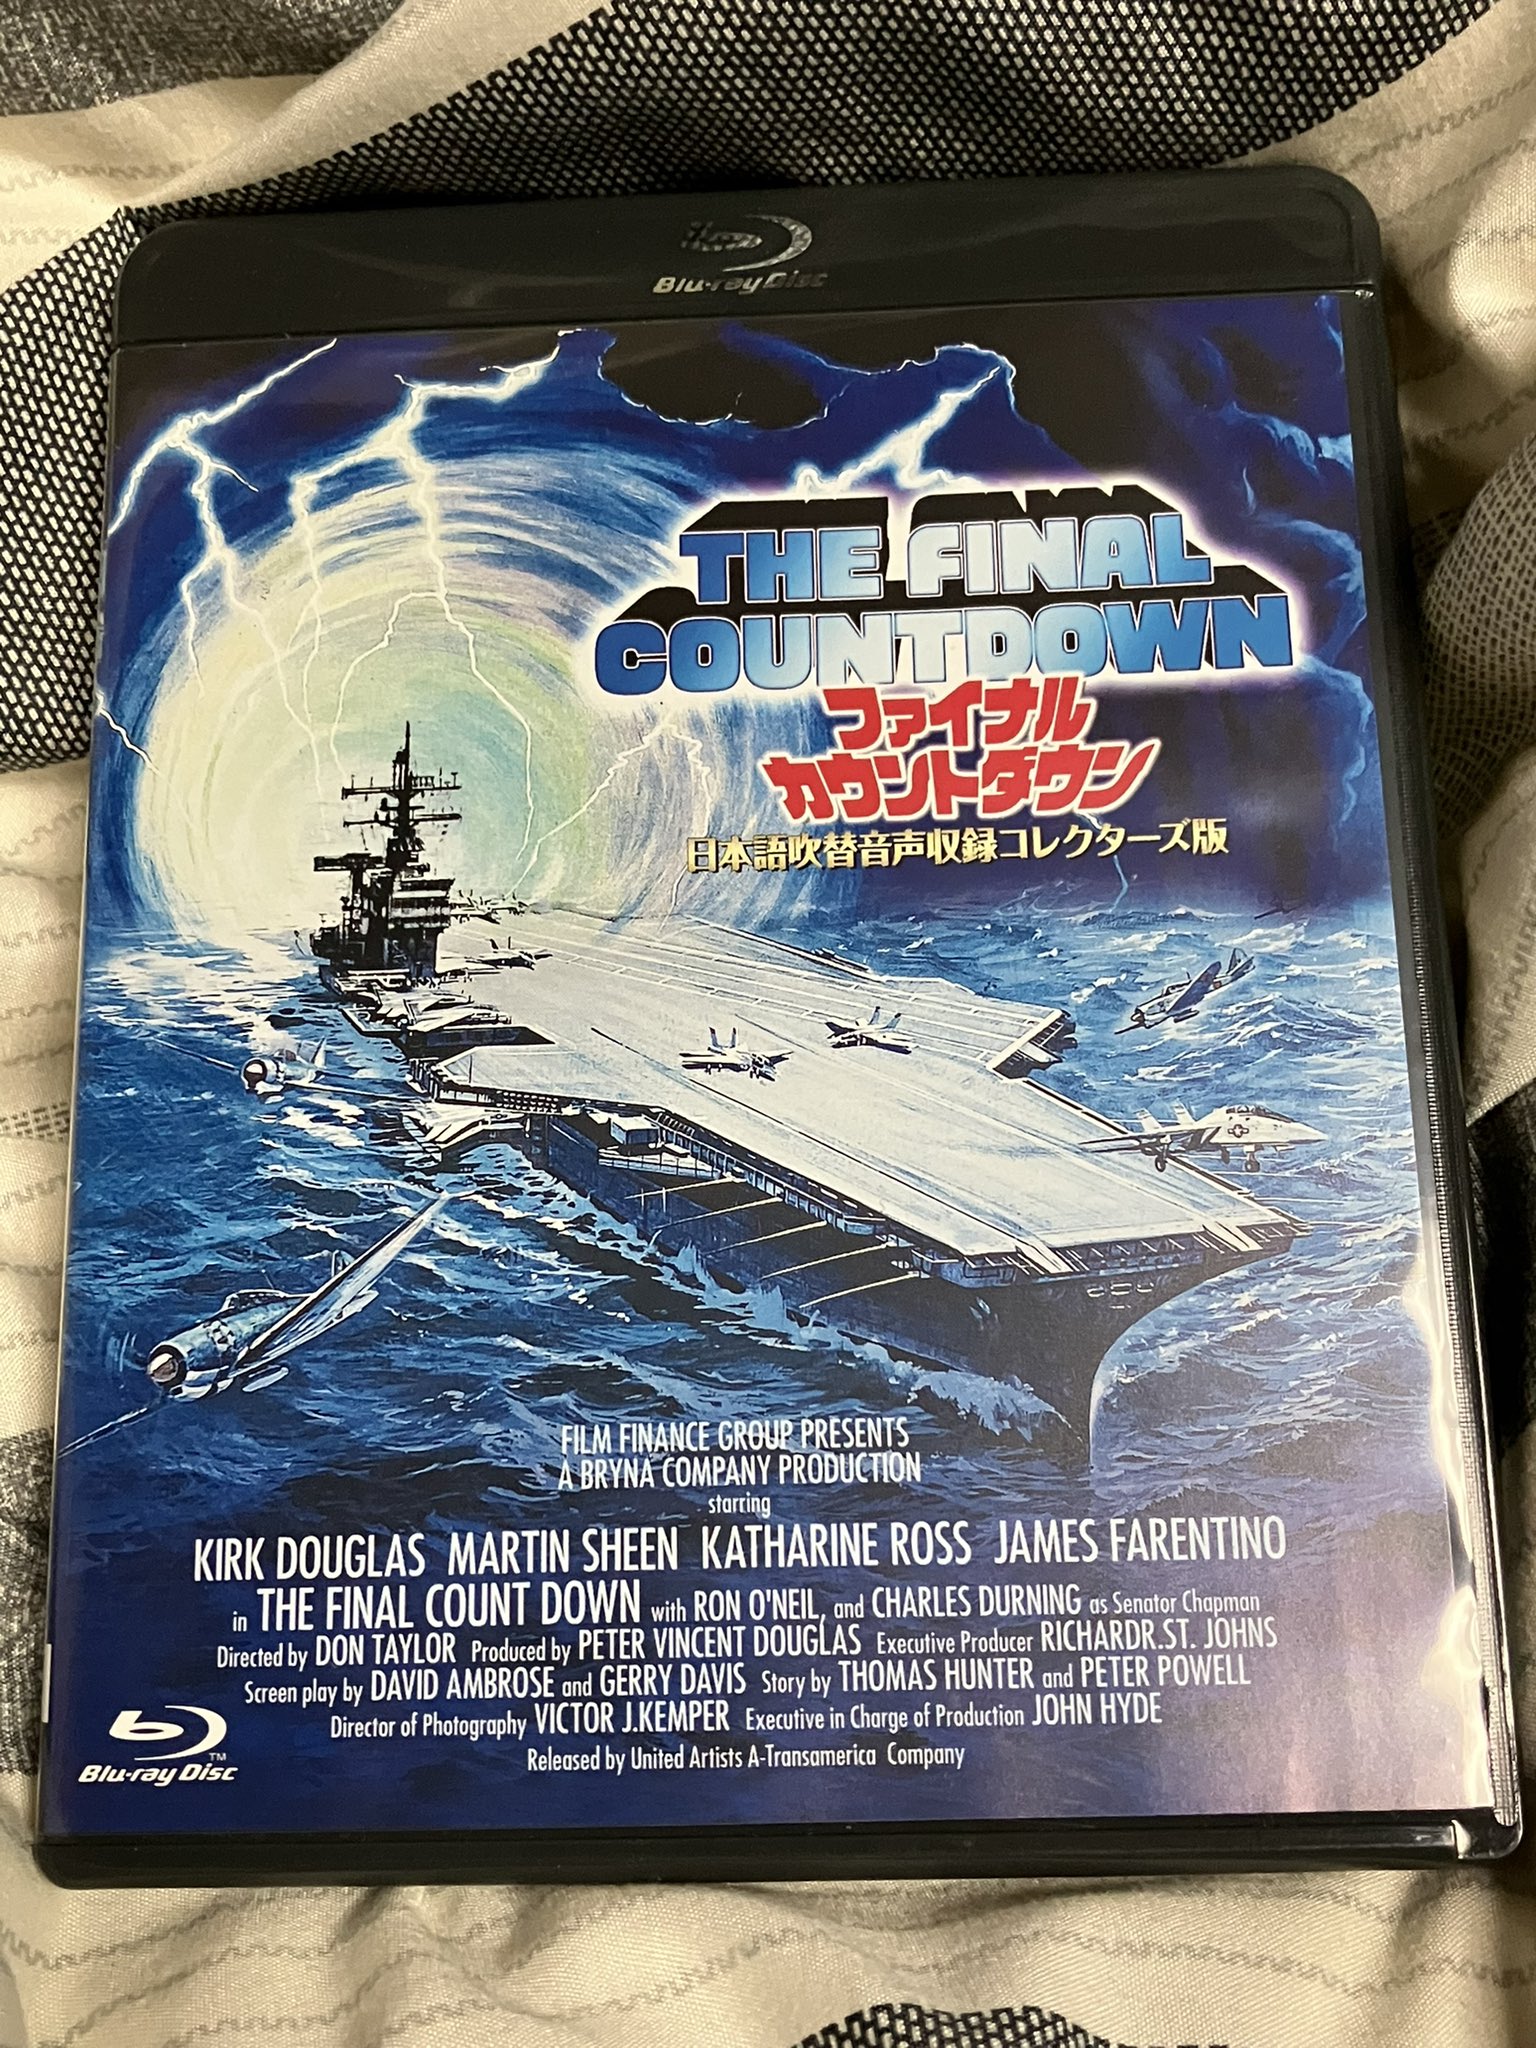 Blu-ray Disc
THE FINAL
COUNTDOWN
ファイナル
カウントダウン
日本語吹替音声収録コレクターズ版
FILM FINANCE GROUP PRESENTS
A BRYNA COMPANY PRODUCTION
starring
KIRK DOUGLAS MARTIN SHEEN KATHARINE ROSS JAMES FARENTINO
in THE FINAL COUNT DOWN with RON O'NEIL, and CHARLES DURNING as Senator Chapman
Directed by DON TAYLOR Produced by PETER VINCENT DOUGLAS Executive Producer RICHARDR.ST. JOHNS
Screen play by DAVID AMBROSE and GERRY DAVIS Story by THOMAS HUNTER and PETER POWELL
Director of Photography VICTOR J.KEMPER Executive in Charge of Production JOHN HYDE
Released by United Artists A-Transamerica Company
Blu-ray Disc™